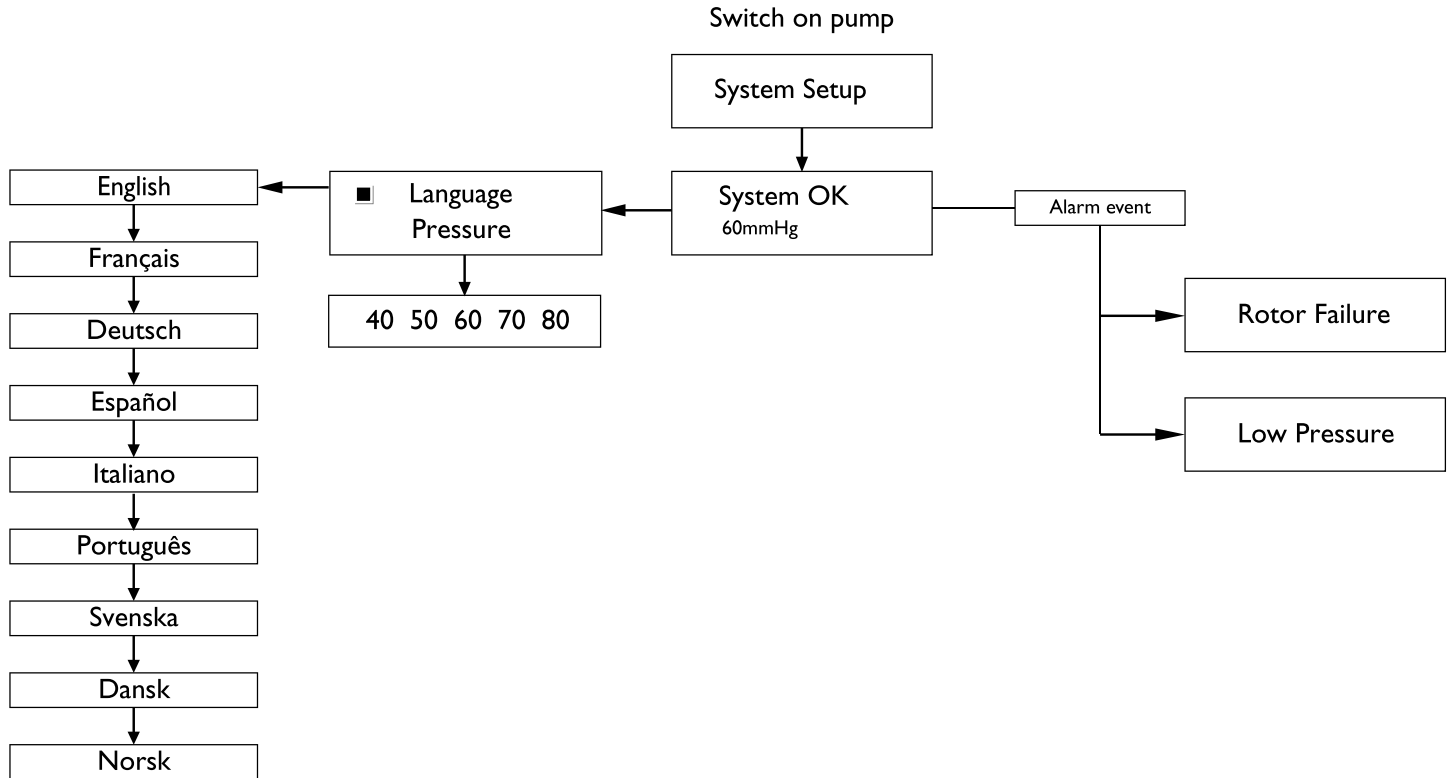 Switch on pump
System Setup
System OK
60mmHg
Alarm event
Rotor Failure
Low Pressure
Language
Pressure
40 50 60 70 80
English
Français
Deutsch
Español
Italiano
Português
Svenska
Dansk
Norsk